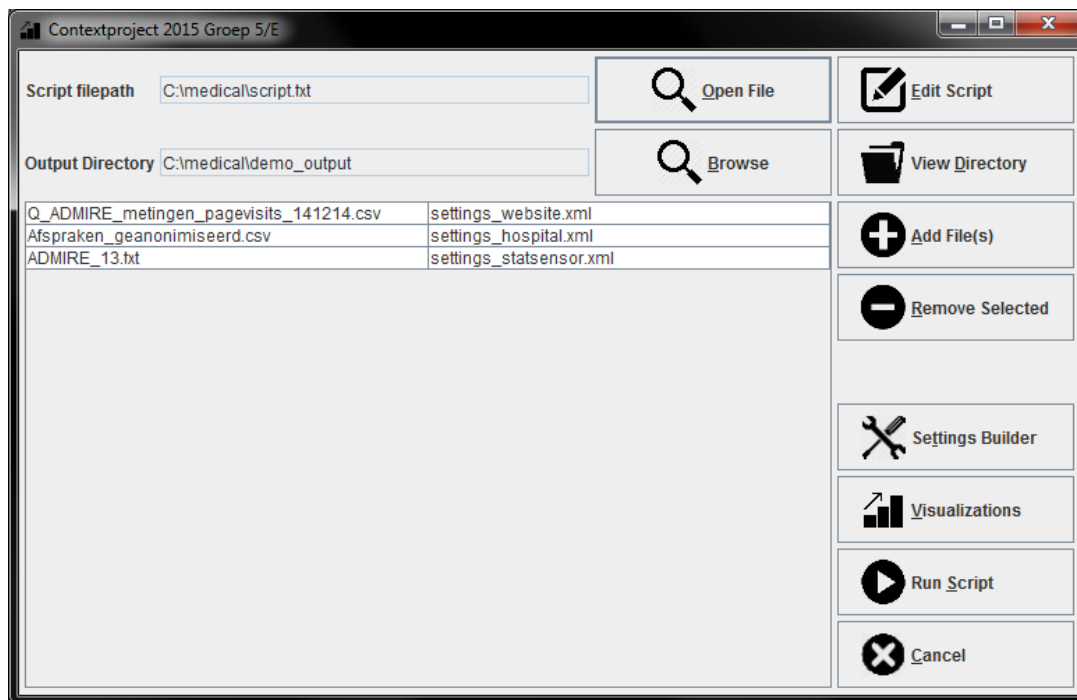 Contextproject 2015 Groep 5/E
Script filepath C:\medical\script.txt Open File Edit Script
Output Directory C:\medical\demo_output Browse View Directory
Q_ADMIRE_metingen_pagevisits_141214.csv settings_website.xml
Afspraken_geanonimiseerd.csv settings_hospital.xml
ADMIRE_13.txt settings_statsensor.xml
Add File(s)
Remove Selected
Settings Builder
Visualizations
Run Script
Cancel